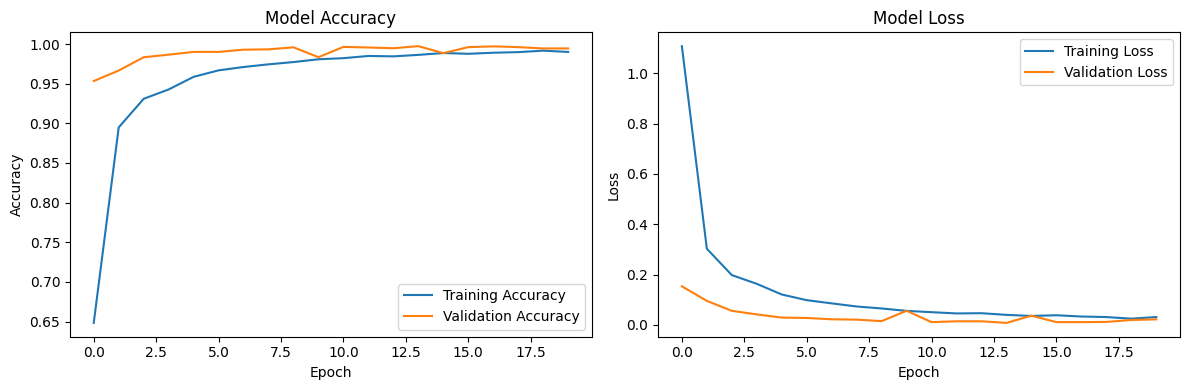 Model Accuracy
1.00
0.95
0.90
0.85
0.80
0.75
0.70
0.65
Accuracy
Training Accuracy
Validation Accuracy
0.0 2.5 5.0 7.5 10.0 12.5 15.0 17.5
Epoch
Model Loss
1.0
0.8
0.6
0.4
0.2
0.0
Loss
Training Loss
Validation Loss
0.0 2.5 5.0 7.5 10.0 12.5 15.0 17.5
Epoch